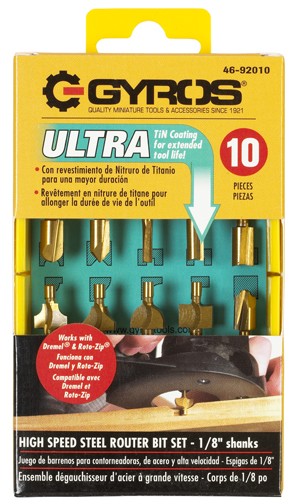 46-92010
GYROS®
QUALITY MINIATURE TOOLS & ACCESSORIES SINCE 1921
ULTRA
TiN Coating
for extended
tool life!
• Con revestimiento de Nitruro de Titanio
para una mayor duración
• Revêtement en nitrure de titane pour
allonger la durée de vie de l'outil
10
PIECES
PIEZAS
Works with
Dremel® & Roto-Zip®
Funciona con
Dremel y Roto-Zip
Compatible avec
Dremel et
Roto-Zip.
HIGH SPEED STEEL ROUTER BIT SET - 1/8" shanks
Juego de barrenas para contorneadoras, de acero y alta velocidad - Espigas de 1/8"
Ensemble dégauchisseur d'acier à grande vitesse - Corps de 1/8 po